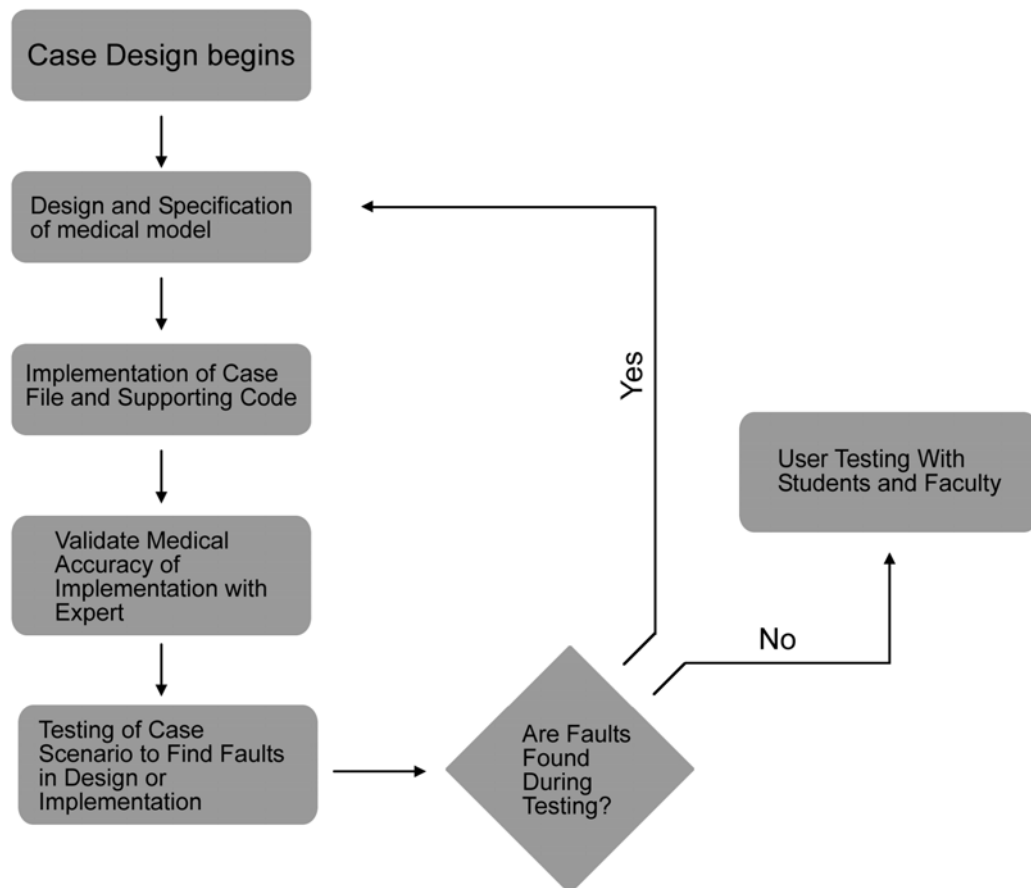 Case Design begins
Design and Specification
of medical model
Implementation of Case
File and Supporting Code
Validate Medical
Accuracy of
Implementation with
Expert
Testing of Case
Scenario to Find Faults
in Design or
Implementation
Are Faults
Found
During
Testing?
Yes
No
User Testing With
Students and Faculty